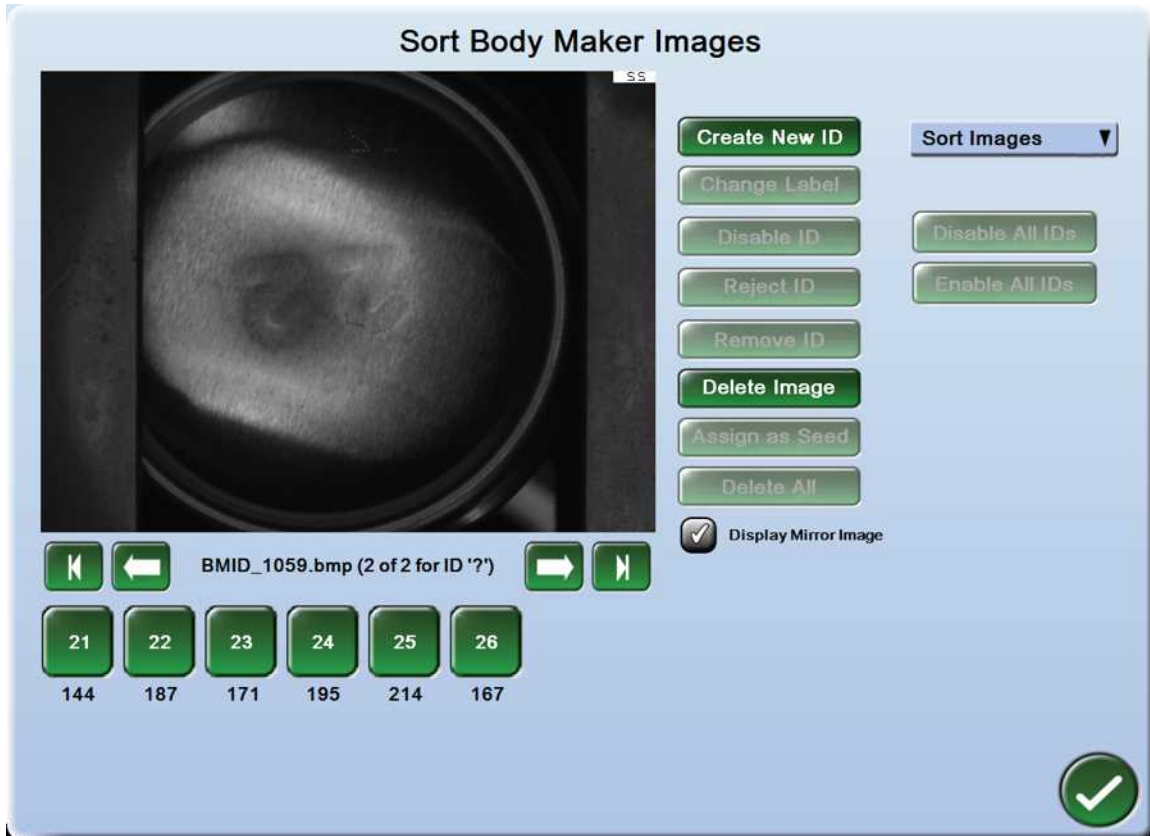 Sort Body Maker Images
SS
Create New ID
Sort Images
Change Label
Disable ID
Disable All IDs
Reject ID
Enable All IDs
Remove ID
Delete Image
Assign as Seed
Delete All
Display Mirror Image
BMID_1059.bmp (2 of 2 for ID '?')
21 22 23 24 25 26
144 187 171 195 214 167